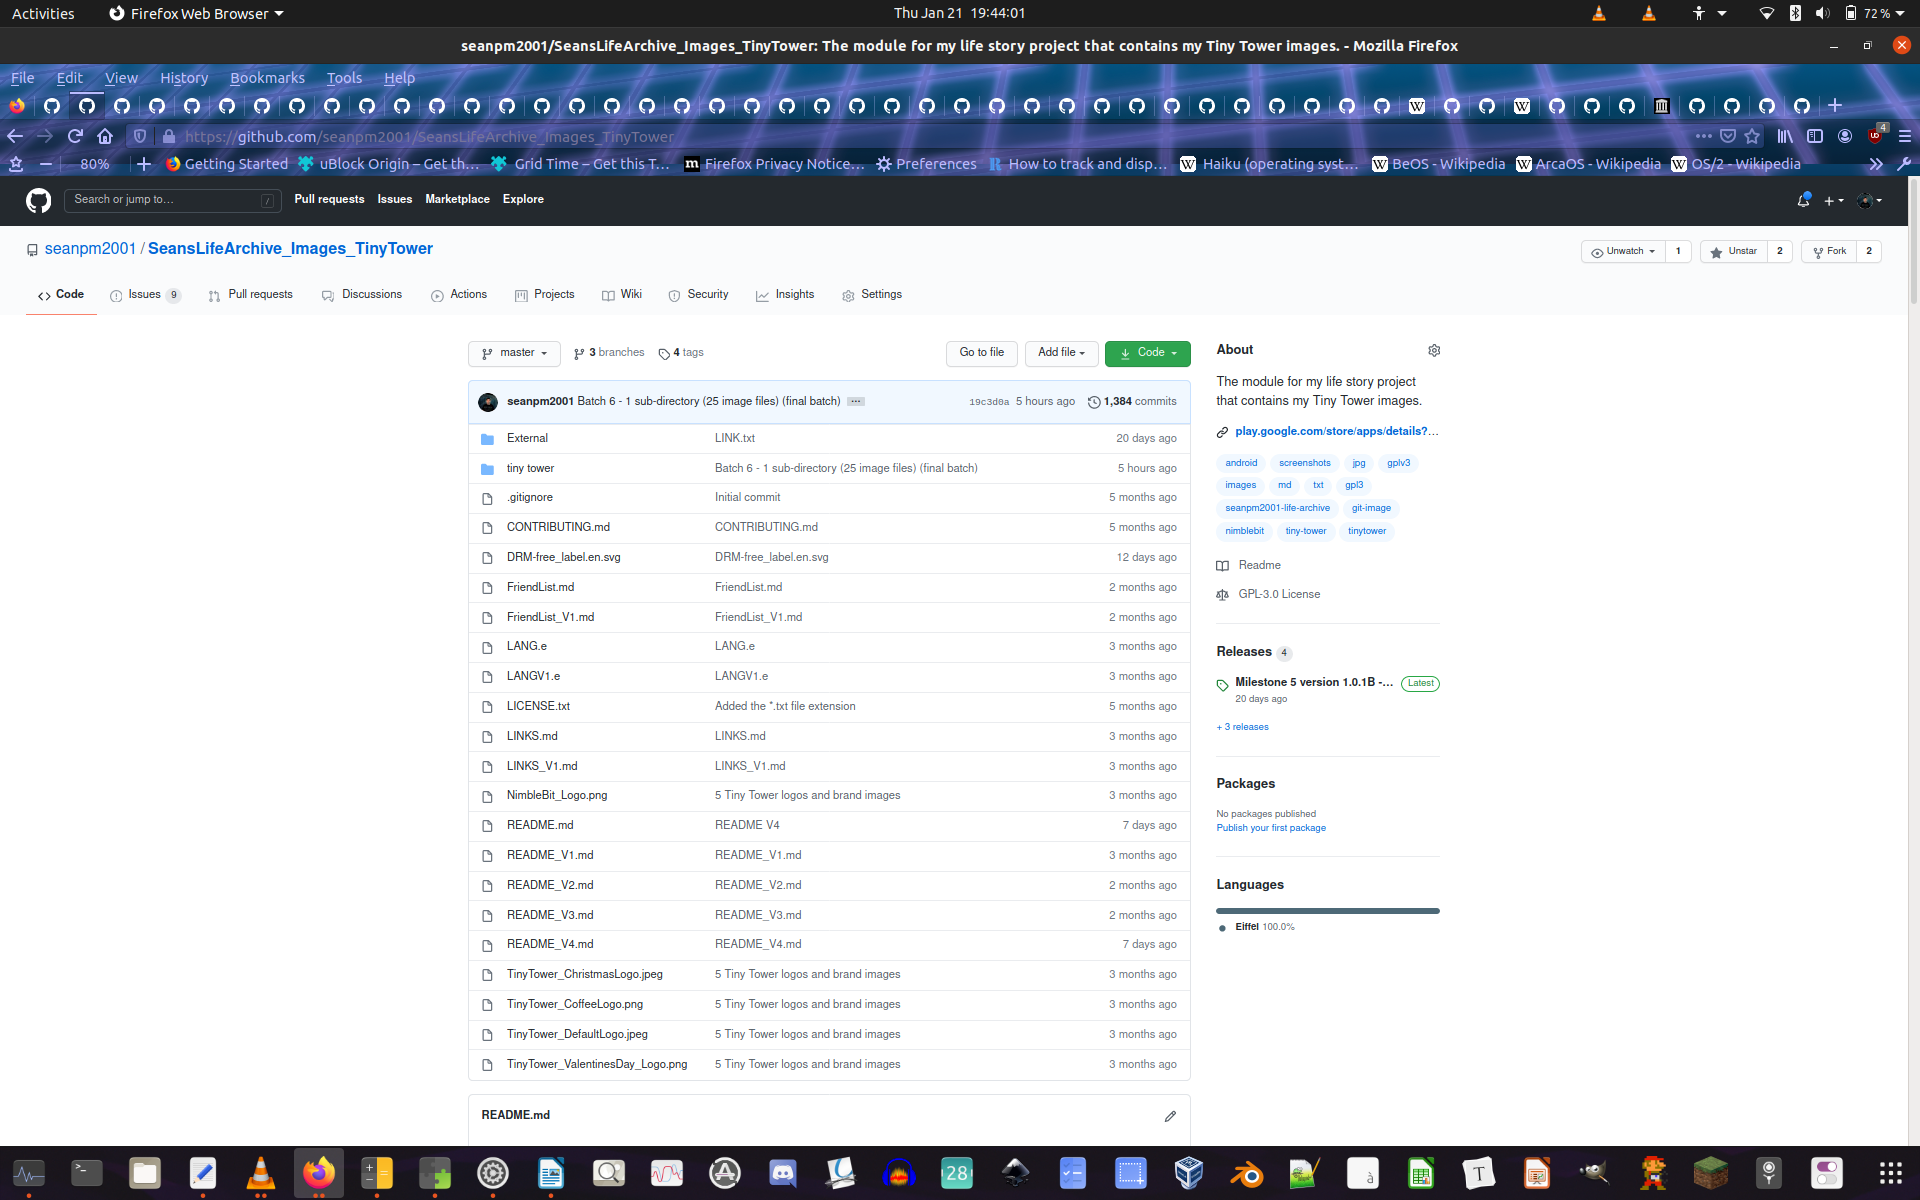 Activities Firefox Web Browser Thu Jan 21 19:44:01 72 %
seanpm2001/SeansLifeArchive_Images_TinyTower: The module for my life story project that contains my Tiny Tower images. - Mozilla Firefox
File Edit View History Bookmarks Tools Help
https://github.com/seanpm2001/SeansLifeArchive_Images_TinyTower 4
80% Getting Started uBlock Origin – Get th… Grid Time – Get this T… Firefox Privacy Notice… Preferences How to track and disp… Haiku (operating syst… BeOS - Wikipedia ArcaOS - Wikipedia OS/2 - Wikipedia
Search or jump to… / Pull requests Issues Marketplace Explore
seanpm2001 / SeansLifeArchive_Images_TinyTower Unwatch 1 Unstar 2 Fork 2
Code Issues 9 Pull requests Discussions Actions Projects Wiki Security Insights Settings
master 3 branches 4 tags Go to file Add file Code
seanpm2001 Batch 6 - 1 sub-directory (25 image files) (final batch) ... 19c3d0a 5 hours ago 1,384 commits
External LINK.txt 20 days ago
tiny tower Batch 6 - 1 sub-directory (25 image files) (final batch) 5 hours ago
.gitignore Initial commit 5 months ago
CONTRIBUTING.md CONTRIBUTING.md 5 months ago
DRM-free_label.en.svg DRM-free_label.en.svg 12 days ago
FriendList.md FriendList.md 2 months ago
FriendList_V1.md FriendList_V1.md 2 months ago
LANG.e LANG.e 3 months ago
LANGV1.e LANGV1.e 3 months ago
LICENSE.txt Added the *.txt file extension 5 months ago
LINKS.md LINKS.md 3 months ago
LINKS_V1.md LINKS_V1.md 3 months ago
NimbleBit_Logo.png 5 Tiny Tower logos and brand images 3 months ago
README.md README V4 7 days ago
README_V1.md README_V1.md 3 months ago
README_V2.md README_V2.md 2 months ago
README_V3.md README_V3.md 2 months ago
README_V4.md README_V4.md 7 days ago
TinyTower_ChristmasLogo.jpeg 5 Tiny Tower logos and brand images 3 months ago
TinyTower_CoffeeLogo.png 5 Tiny Tower logos and brand images 3 months ago
TinyTower_DefaultLogo.jpeg 5 Tiny Tower logos and brand images 3 months ago
TinyTower_ValentinesDay_Logo.png 5 Tiny Tower logos and brand images 3 months ago
README.md
About
The module for my life story project
that contains my Tiny Tower images.
play.google.com/store/apps/details?…
android screenshots jpg gplv3
images md txt gpl3
seanpm2001-life-archive git-image
nimblebit tiny-tower tinytower
Readme
GPL-3.0 License
Releases 4
Milestone 5 version 1.0.1B -… Latest
20 days ago
+ 3 releases
Packages
No packages published
Publish your first package
Languages
Eiffel 100.0%
28